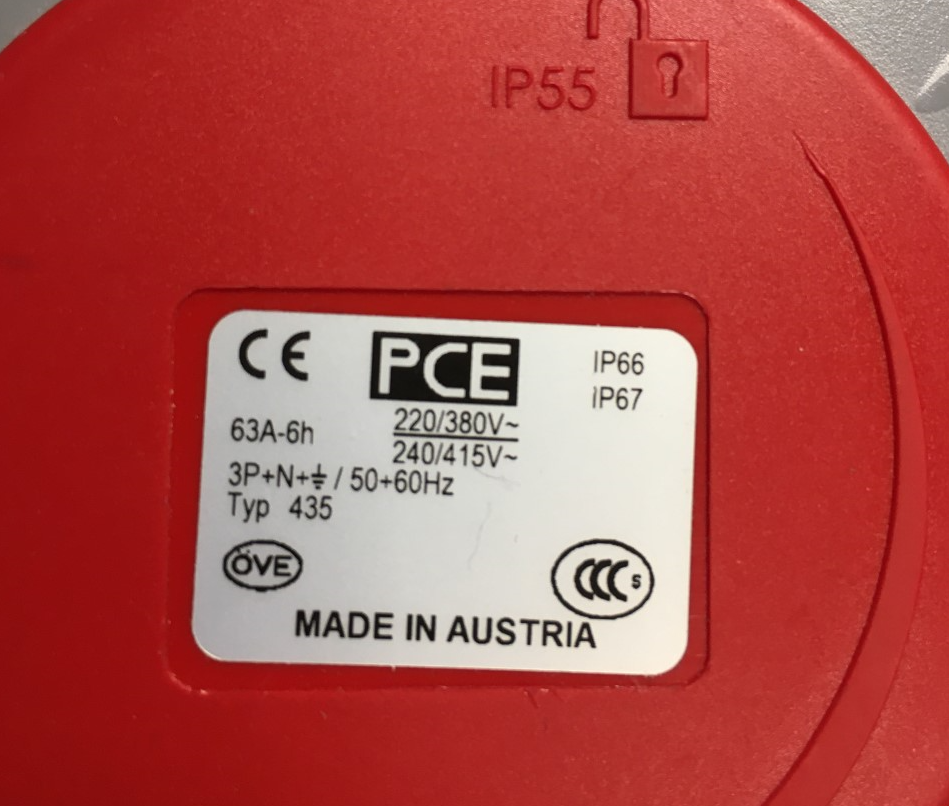 IP55
CE PCE IP66
IP67
63A-6h 220/380V~
240/415V~
3P+N+⏚ / 50+60Hz
Typ 435
ÖVE CCC S
MADE IN AUSTRIA